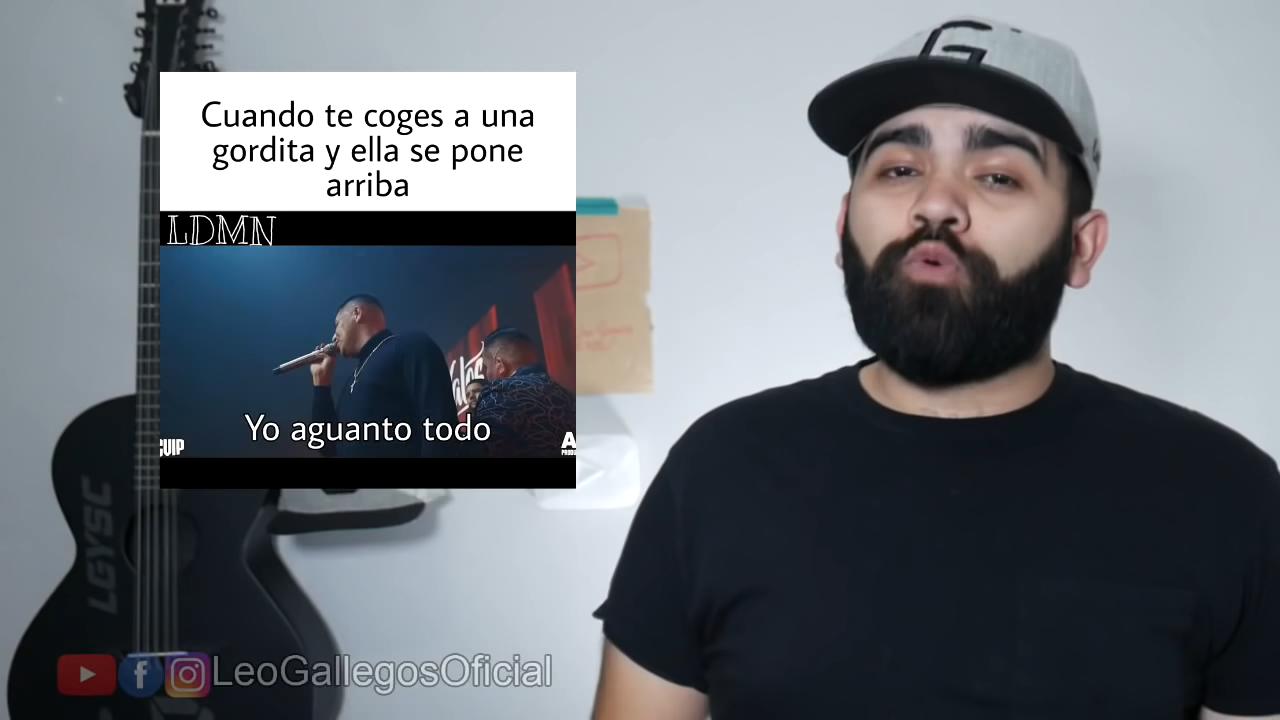 Cuando te coges a una
gordita y ella se pone
arriba
LDMN
Yo aguanto todo
LGYSC
LeoGallegosOficial